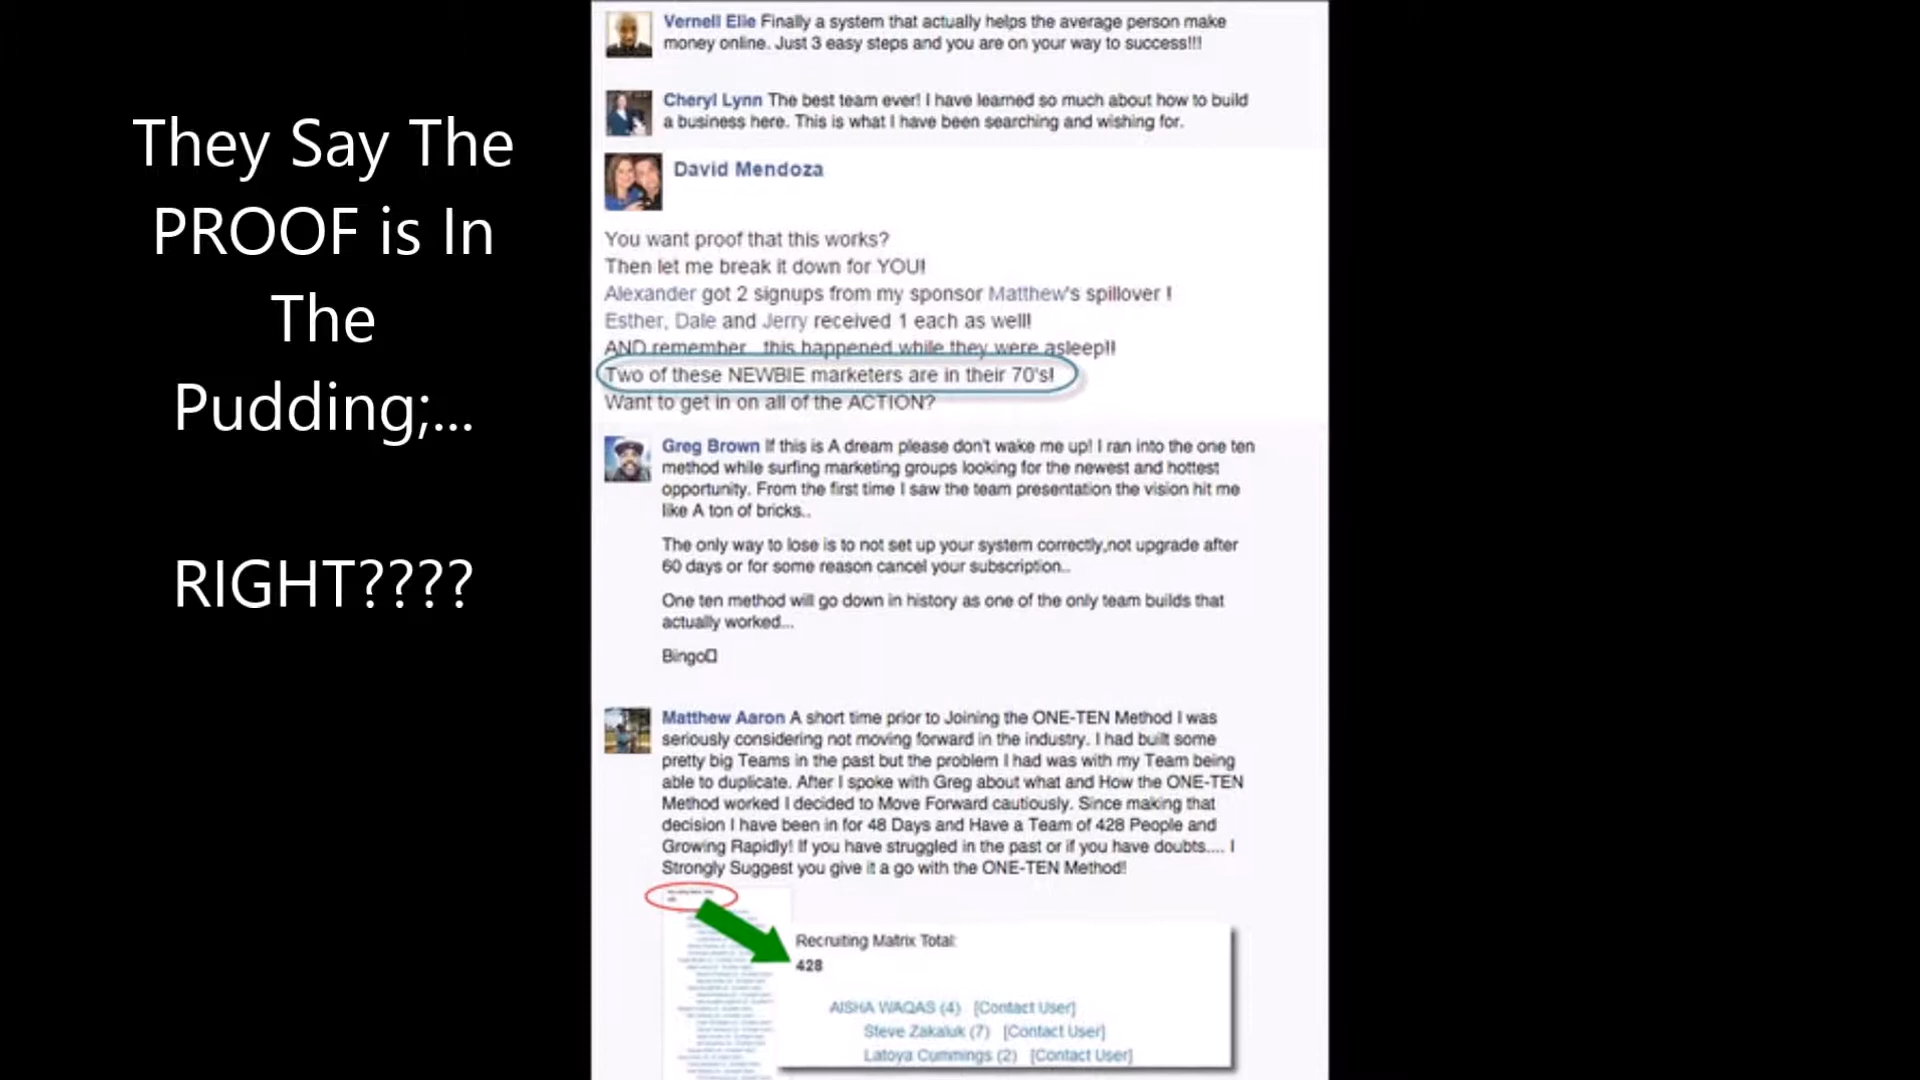 They Say The
PROOF is In
The
Pudding;...
RIGHT????
Vernell Elie Finally a system that actually helps the average person make
money online. Just 3 easy steps and you are on your way to success!!!
Cheryl Lynn The best team ever! I have learned so much about how to build
a business here. This is what I have been searching and wishing for.
David Mendoza
You want proof that this works?
Then let me break it down for YOU!
Alexander got 2 signups from my sponsor Matthew's spillover !
Esther, Dale and Jerry received 1 each as well!
AND remember.. this happened while they were asleep!!
Two of these NEWBIE marketers are in their 70's!
Want to get in on all of the ACTION?
Greg Brown If this is A dream please don't wake me up! I ran into the one ten
method while surfing marketing groups looking for the newest and hottest
opportunity. From the first time I saw the team presentation the vision hit me
like A ton of bricks..
The only way to lose is to not set up your system correctly,not upgrade after
60 days or for some reason cancel your subscription..
One ten method will go down in history as one of the only team builds that
actually worked...
Bingo
Matthew Aaron A short time prior to Joining the ONE-TEN Method I was
seriously considering not moving forward in the industry. I had built some
pretty big Teams in the past but the problem I had was with my Team being
able to duplicate. After I spoke with Greg about what and How the ONE-TEN
Method worked I decided to Move Forward cautiously. Since making that
decision I have been in for 48 Days and Have a Team of 428 People and
Growing Rapidly! If you have struggled in the past or if you have doubts.... I
Strongly Suggest you give it a go with the ONE-TEN Method!
Recruiting Matrix Total:
428
AISHA WAQAS (4) [Contact User]
Steve Zakaluk (7) [Contact User]
Latoya Cummings (2) [Contact User]